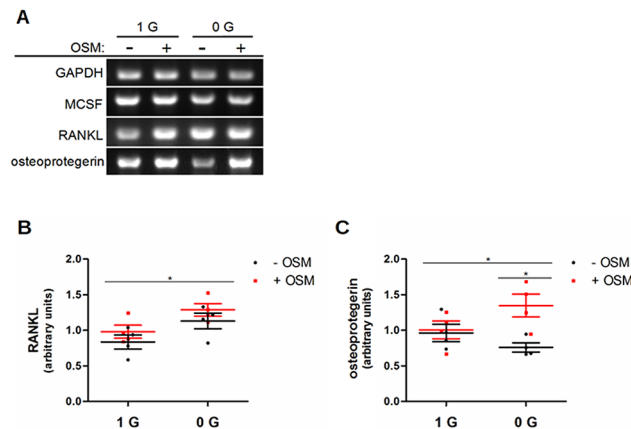 A
1 G 0 G
OSM: - + - +
GAPDH
MCSF
RANKL
osteoprotegerin
B
- OSM
+ OSM
*
RANKL
(arbitrary units)
2.0
1.5
1.0
0.5
0.0
1 G 0 G
C
- OSM
+ OSM
*
*
osteoprotegerin
(arbitrary units)
2.0
1.5
1.0
0.5
0.0
1 G 0 G